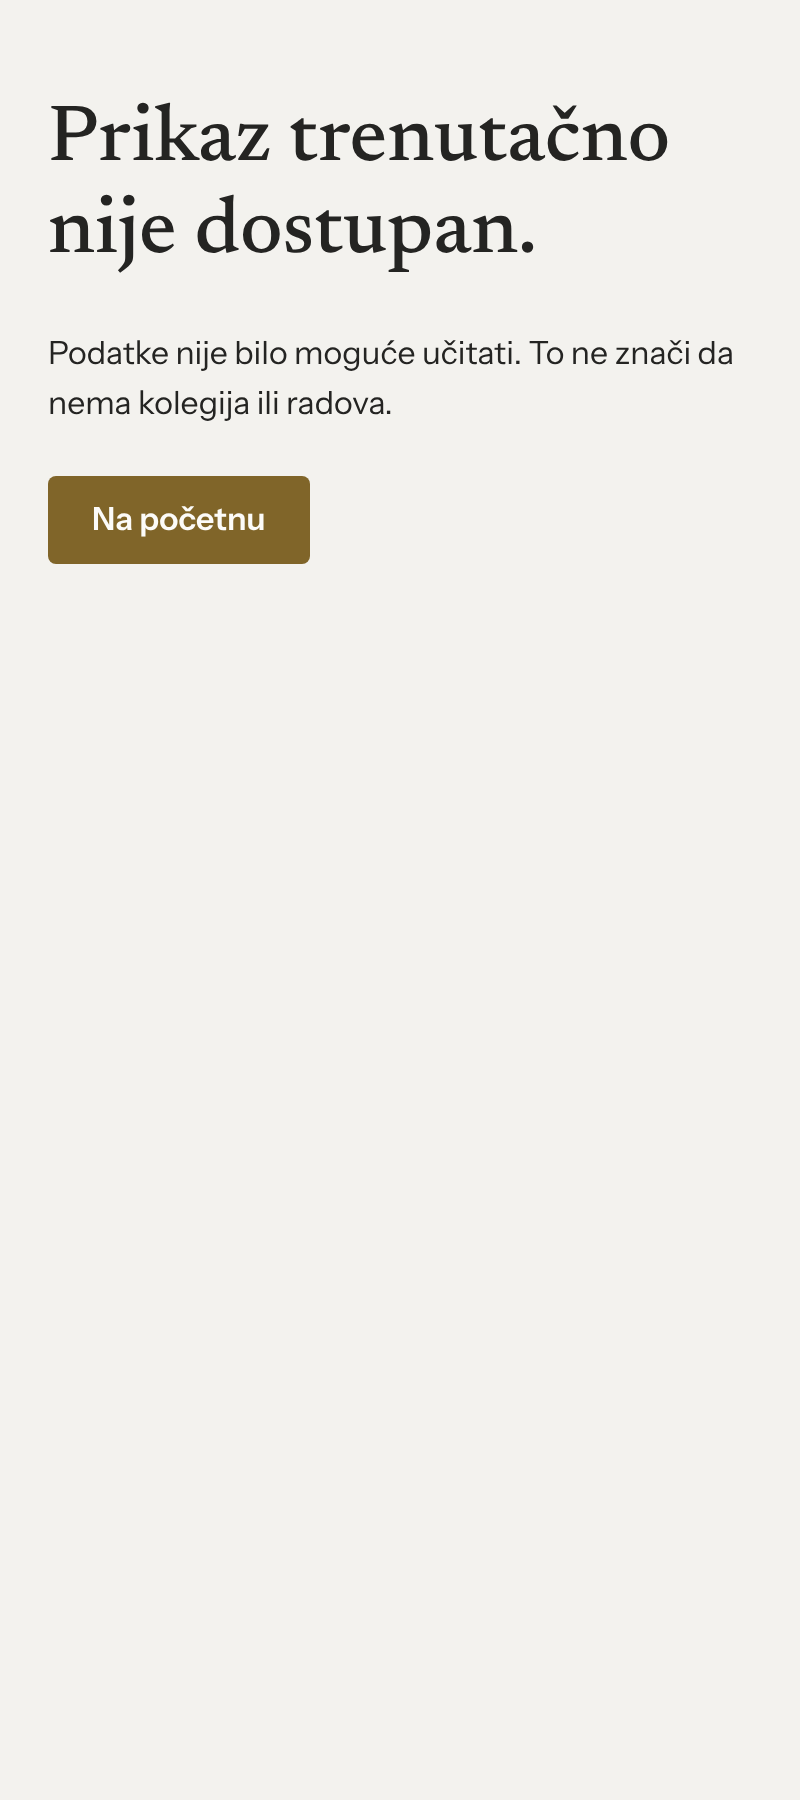 Prikaz trenutačno
nije dostupan.
Podatke nije bilo moguće učitati. To ne znači da
nema kolegija ili radova.
Na početnu